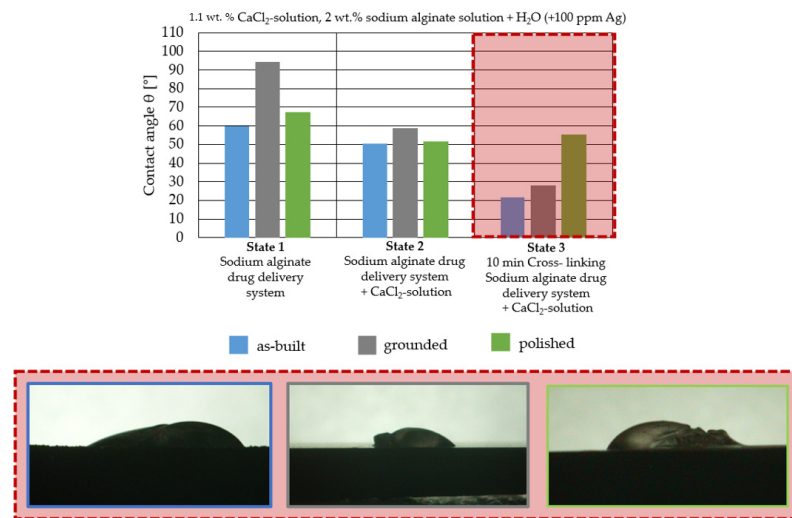 1.1 wt. % CaCl₂-solution, 2 wt.% sodium alginate solution + H₂O (+100 ppm Ag)
110
100
90
80
70
60
50
40
30
20
10
0
Contact angle θ [°]
State 1
Sodium alginate
drug delivery
system
State 2
Sodium alginate drug
delivery system
+ CaCl₂-solution
State 3
10 min Cross- linking
Sodium alginate drug
delivery system
+ CaCl₂-solution
as-built
grounded
polished